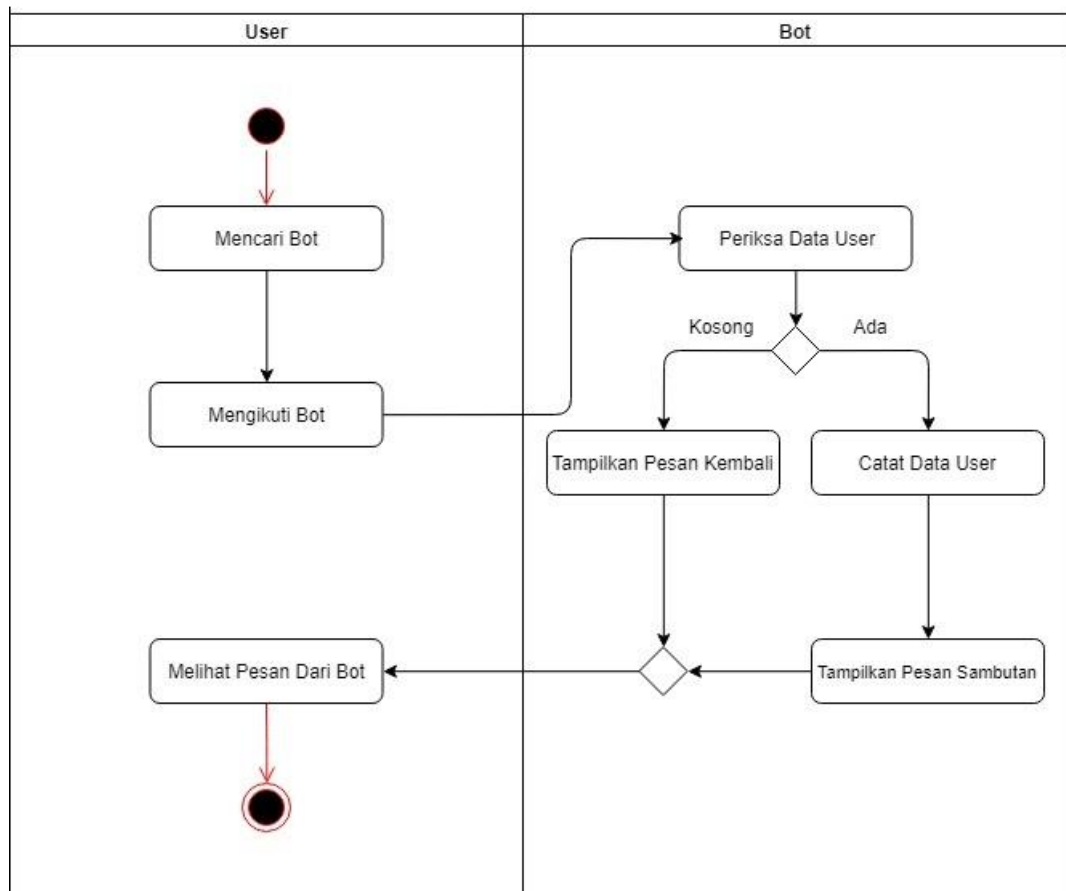 User
Bot
Mencari Bot
Periksa Data User
Kosong
Ada
Mengikuti Bot
Tampilkan Pesan Kembali
Catat Data User
Melihat Pesan Dari Bot
Tampilkan Pesan Sambutan